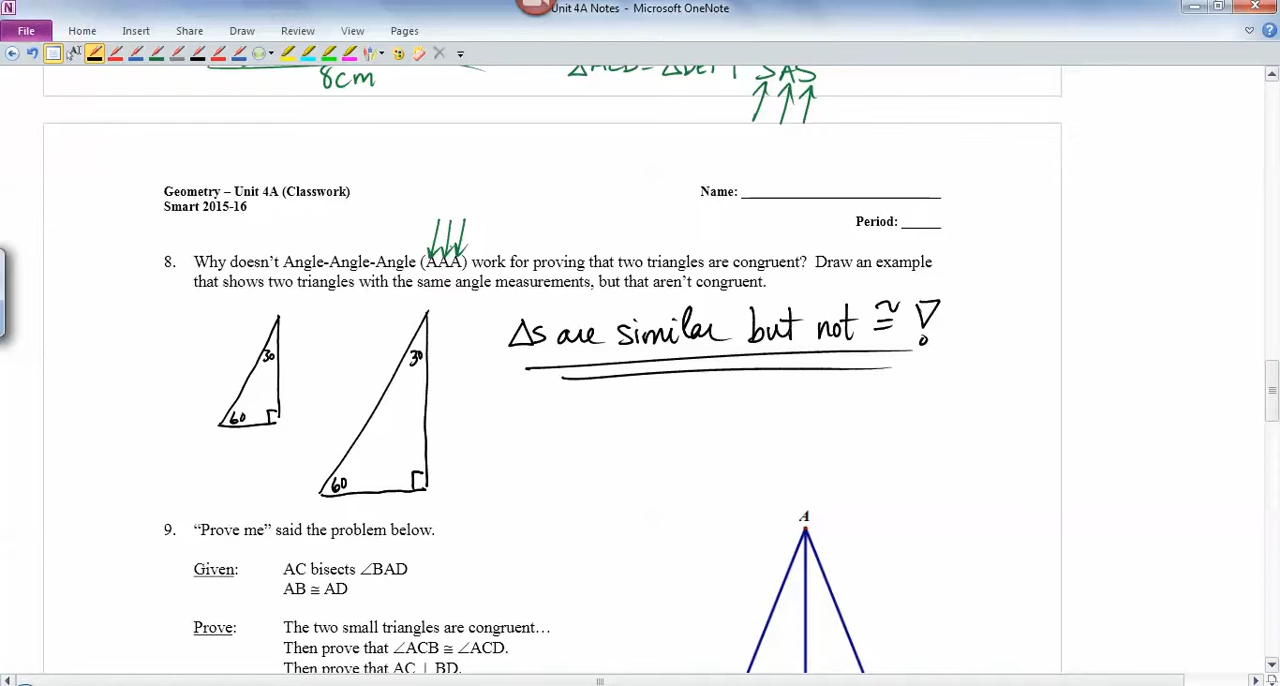 Unit 4A Notes - Microsoft OneNote
File Home Insert Share Draw Review View Pages
8cm
SAS
Geometry – Unit 4A (Classwork)
Name:
Smart 2015-16
Period:
8. Why doesn't Angle-Angle-Angle (AAA) work for proving that two triangles are congruent? Draw an example
that shows two triangles with the same angle measurements, but that aren't congruent.
Δs are similar but not ≅ !
30
30
60
60
9. "Prove me" said the problem below.
A
Given: AC bisects ∠BAD
AB ≅ AD
Prove: The two small triangles are congruent…
Then prove that ∠ACB ≅ ∠ACD.
Then prove that AC ⊥ BD.